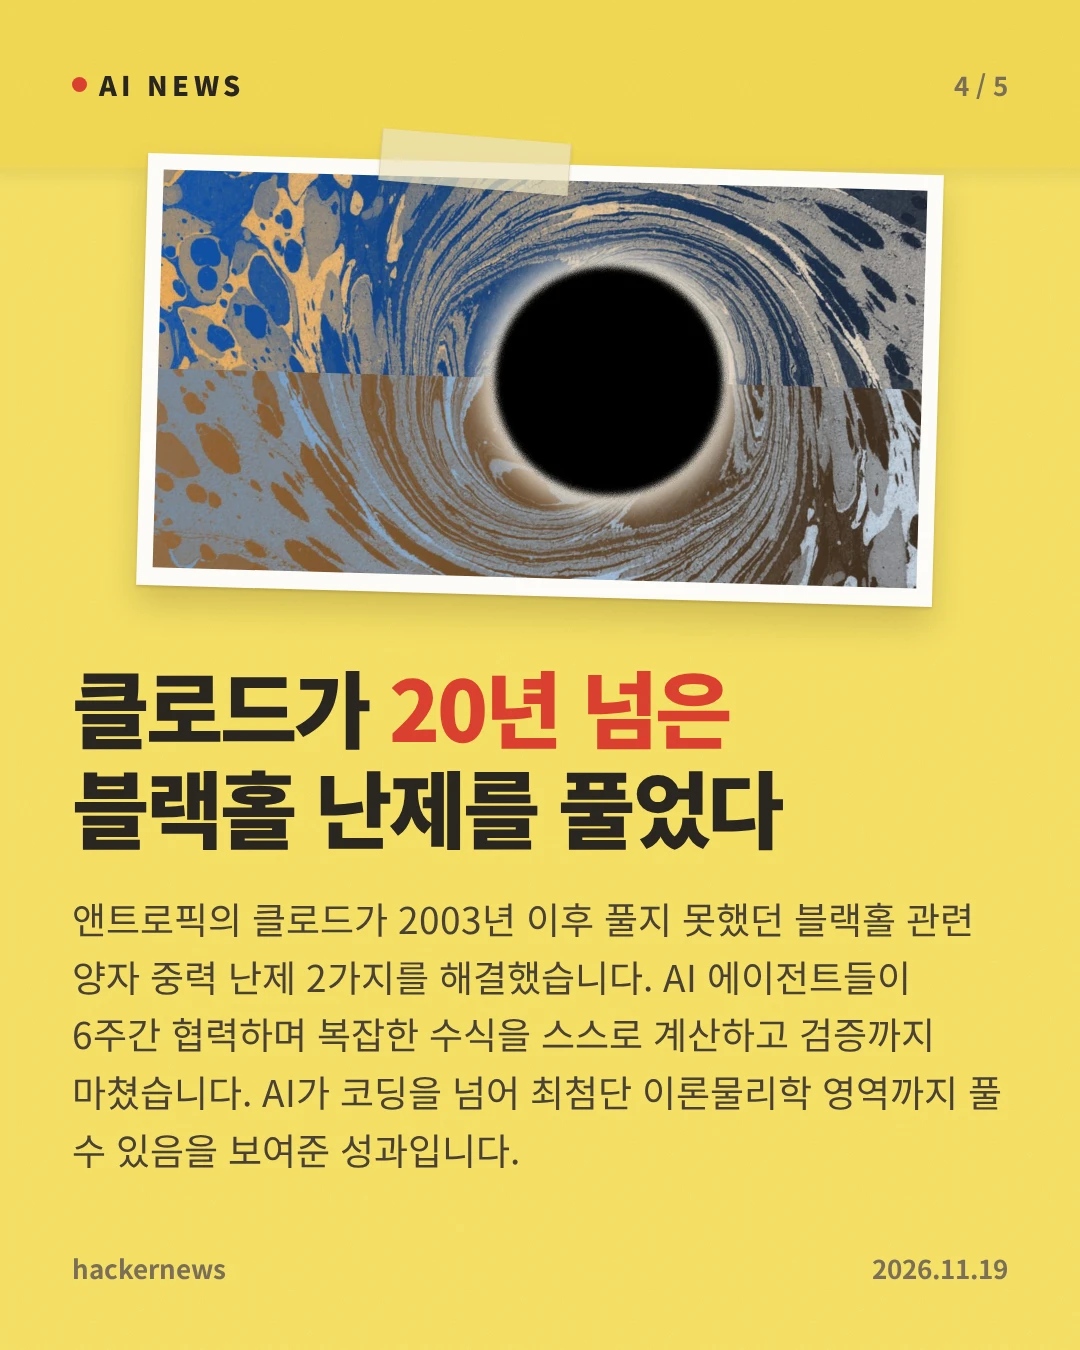 AI NEWS
4 / 5
클로드가 20년 넘은
블랙홀 난제를 풀었다
앤트로픽의 클로드가 2003년 이후 풀지 못했던 블랙홀 관련
양자 중력 난제 2가지를 해결했습니다. AI 에이전트들이
6주간 협력하며 복잡한 수식을 스스로 계산하고 검증까지
마쳤습니다. AI가 코딩을 넘어 최첨단 이론물리학 영역까지 풀
수 있음을 보여준 성과입니다.
hackernews
2026.11.19